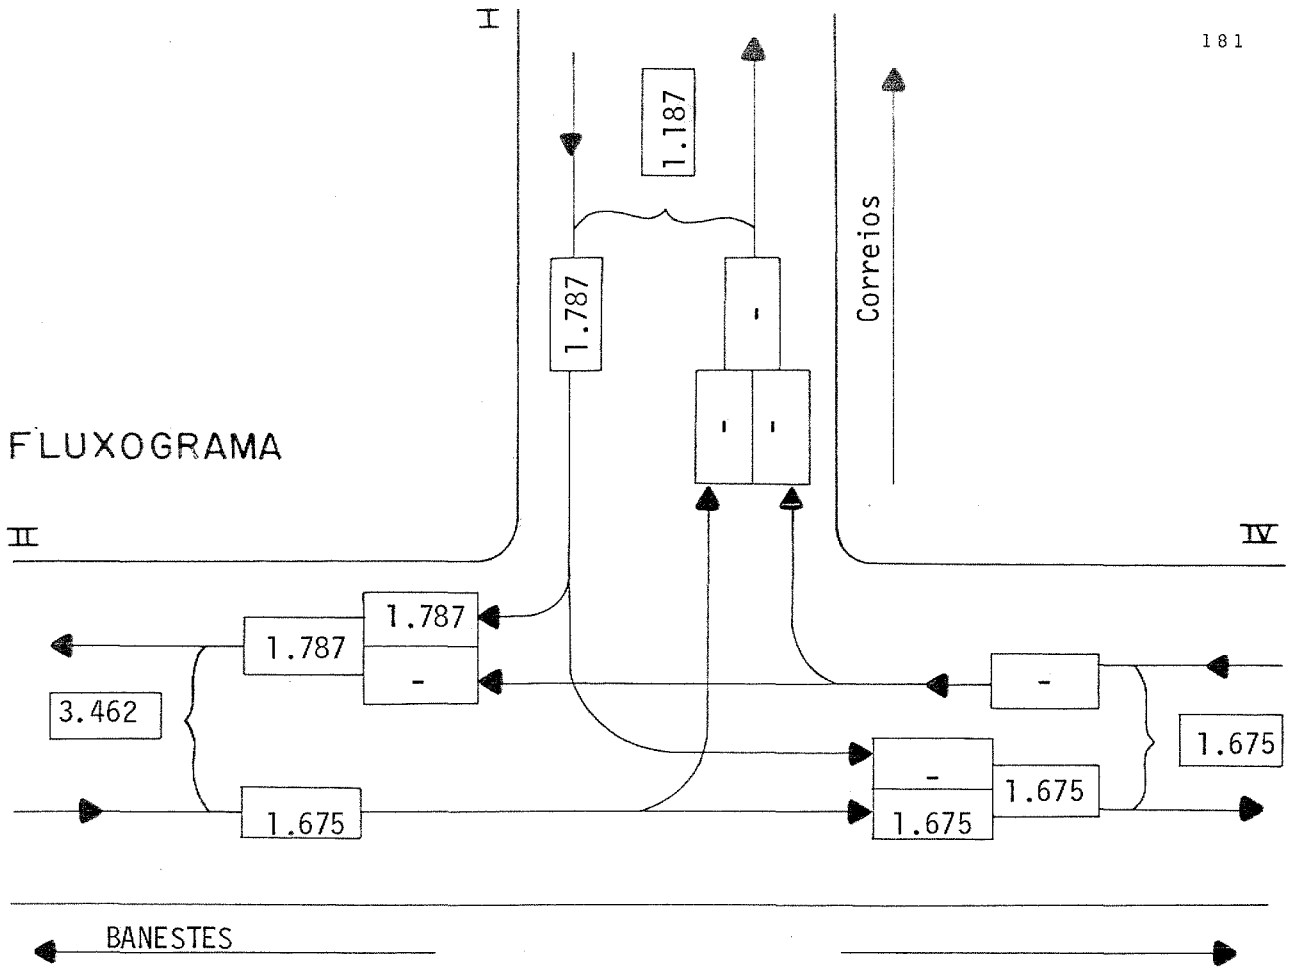 I
181
1.187
Correios
1.787
-
- -
FLUXOGRAMA
II
IV
1.787
1.787
-
-
3.462
1.675
-
1.675
1.675
1.675
BANESTES